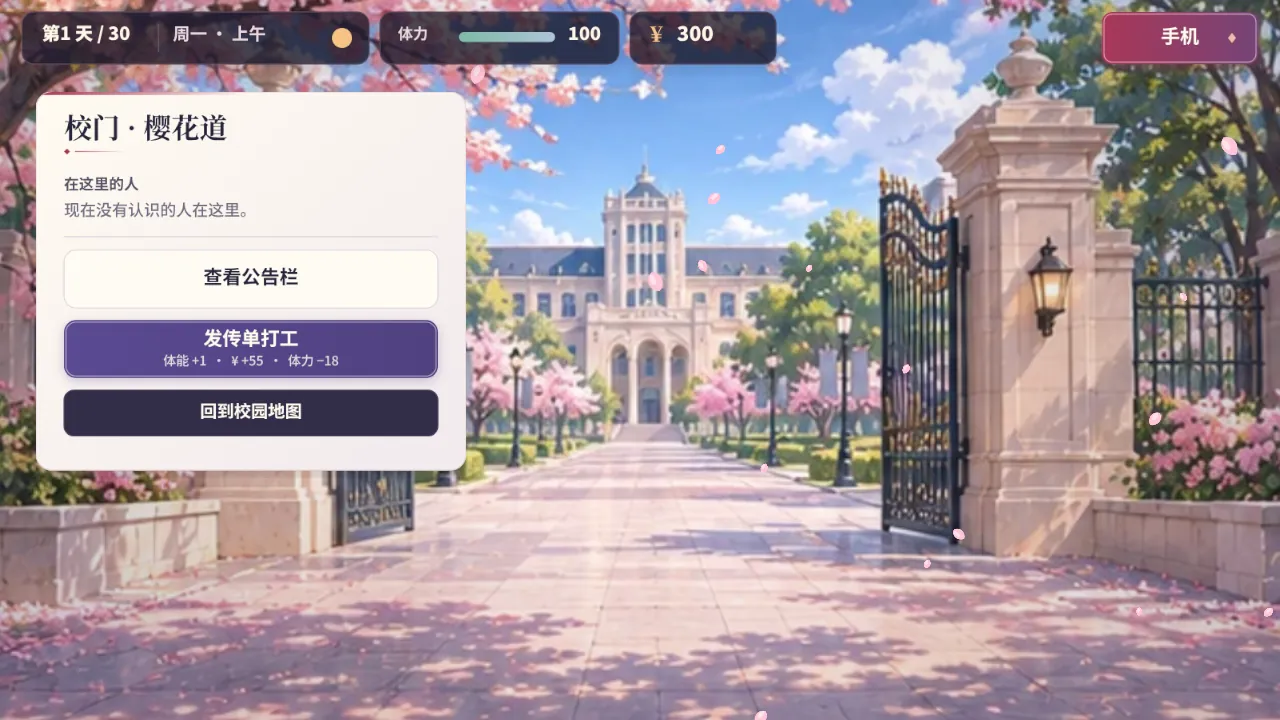 第1天 / 30
周一 · 上午
体力
100
¥ 300
手机
校门 · 樱花道
在这里的人
现在没有认识的人在这里。
查看公告栏
发传单打工
体能 +1 · ¥ +55 · 体力 −18
回到校园地图